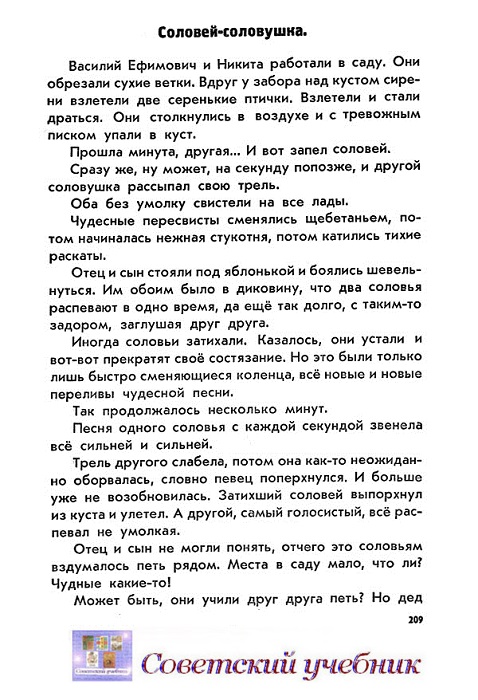 Соловей-соловушка.
Василий Ефимович и Никита работали в саду. Они
обрезали сухие ветки. Вдруг у забора над кустом сире-
ни взлетели две серенькие птички. Взлетели и стали
драться. Они столкнулись в воздухе и с тревожным
писком упали в куст.
Прошла минута, другая... И вот запел соловей.
Сразу же, ну может, на секунду попозже, и другой
соловушка рассыпал свою трель.
Оба без умолку свистели на все лады.
Чудесные пересвисты сменялись щебетаньем, по-
том начиналась нежная стукотня, потом катились тихие
раскаты.
Отец и сын стояли под яблонькой и боялись шевель-
нуться. Им обоим было в диковину, что два соловья
распевают в одно время, да ещё так долго, с таким-то
задором, заглушая друг друга.
Иногда соловьи затихали. Казалось, они устали и
вот-вот прекратят своё состязание. Но это были только
лишь быстро сменяющиеся коленца, всё новые и новые
переливы чудесной песни.
Так продолжалось несколько минут.
Песня одного соловья с каждой секундой звенела
всё сильней и сильней.
Трель другого слабела, потом она как-то неожидан-
но оборвалась, словно певец поперхнулся. И больше
уже не возобновилась. Затихший соловей выпорхнул
из куста и улетел. А другой, самый голосистый, всё рас-
певал не умолкая.
Отец и сын не могли понять, отчего это соловьям
вздумалось петь рядом. Места в саду мало, что ли?
Чудные какие-то!
Может быть, они учили друг друга петь? Но дед
209
Советский учебник